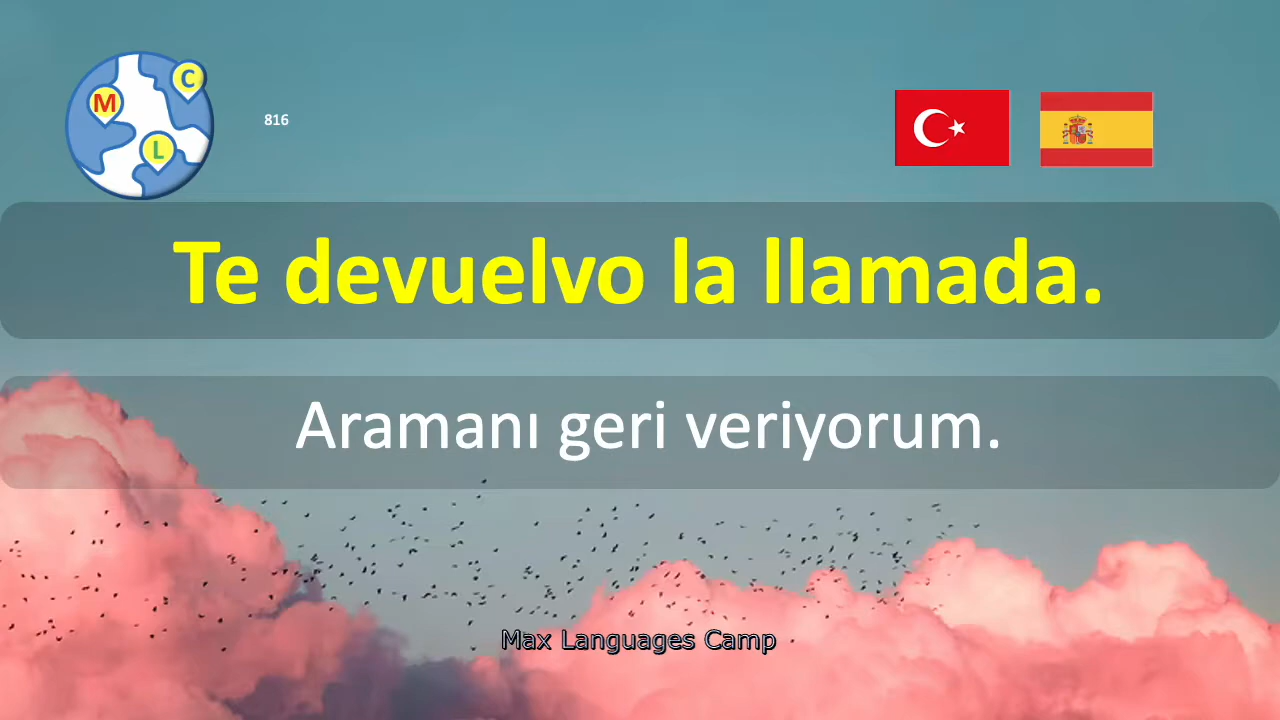 C
M
L
816
Te devuelvo la llamada.
Aramanı geri veriyorum.
Max Languages Camp